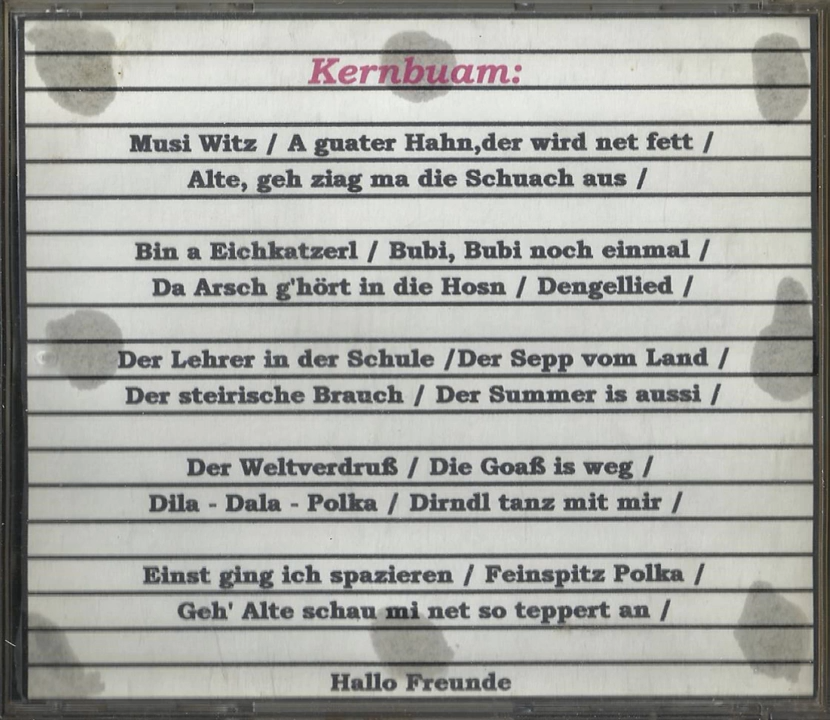 Kernbuam:
Musi Witz / A guater Hahn,der wird net fett /
Alte, geh ziag ma die Schuach aus /
Bin a Eichkatzerl / Bubi, Bubi noch einmal /
Da Arsch g'hört in die Hosn / Dengellied /
Der Lehrer in der Schule /Der Sepp vom Land /
Der steirische Brauch / Der Summer is aussi /
Der Weltverdruß / Die Goaß is weg /
Dila - Dala - Polka / Dirndl tanz mit mir /
Einst ging ich spazieren / Feinspitz Polka /
Geh' Alte schau mi net so teppert an /
Hallo Freunde